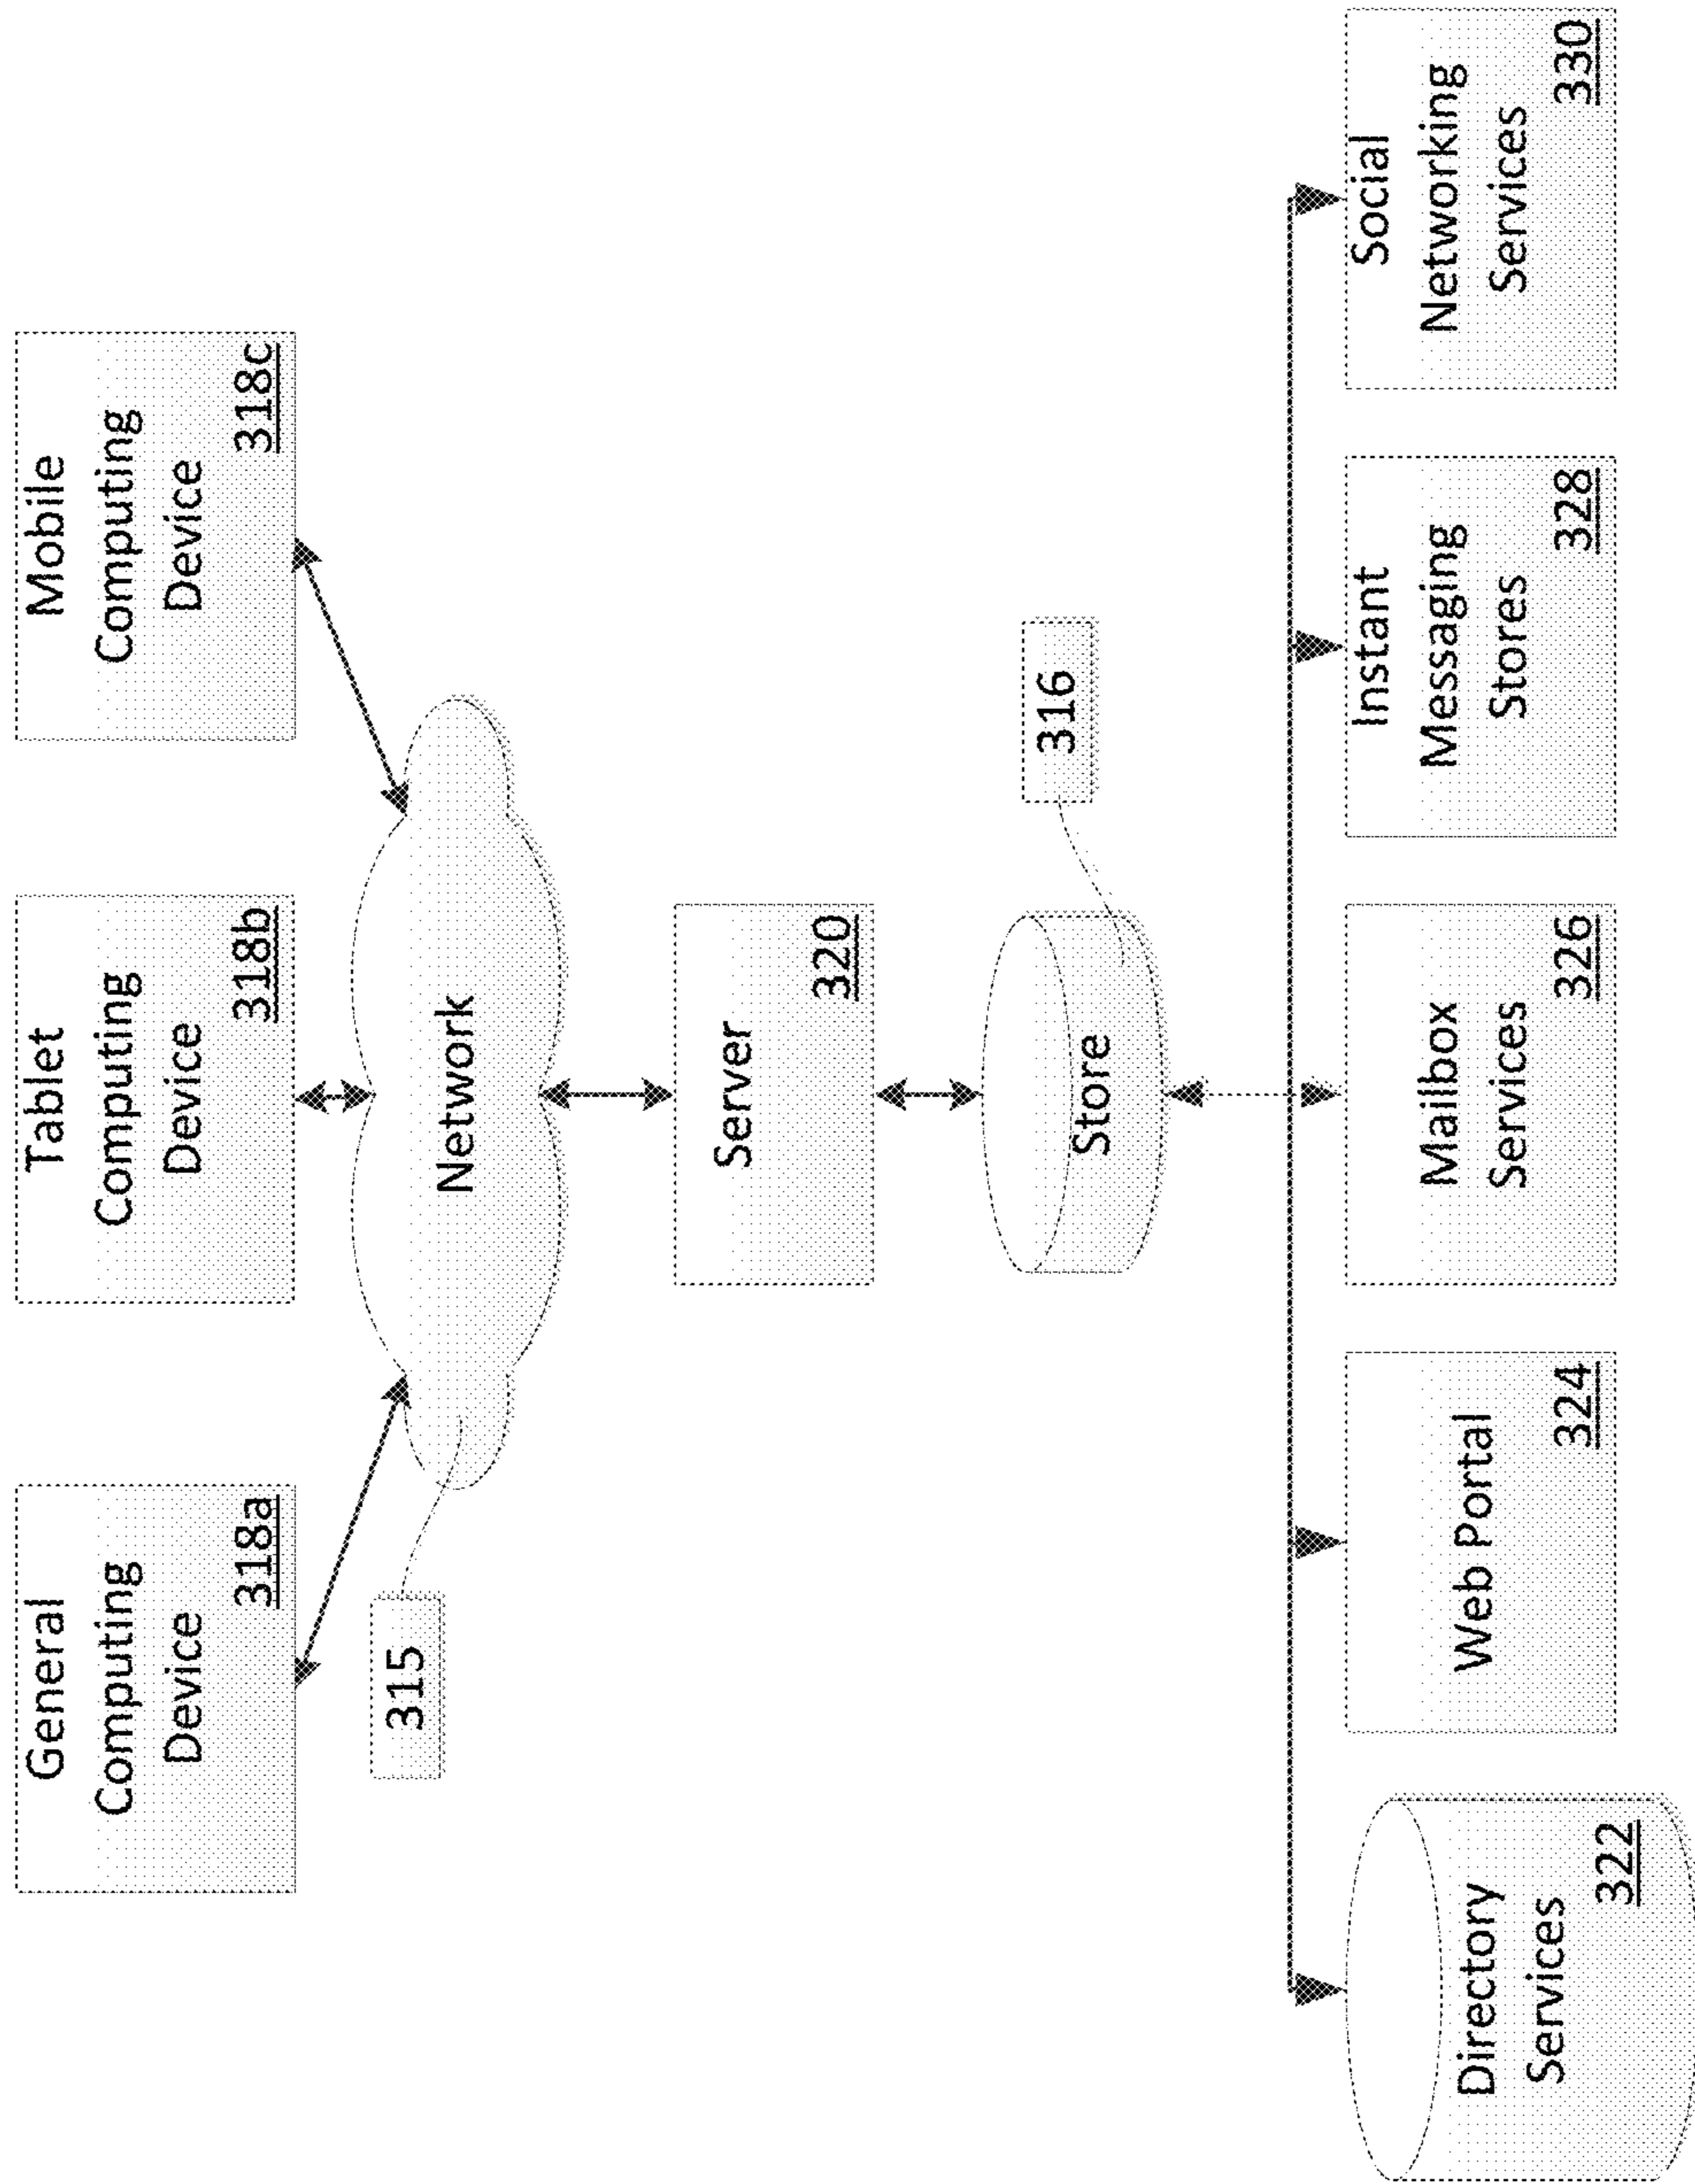 General
Computing
Device
318a
Tablet
Computing
Device
318b
Mobile
Computing
Device
318c
315
Network
Server
320
316
Store
Directory
Services
322
Web Portal
324
Mailbox
Services
326
Instant
Messaging
Stores
328
Social
Networking
Services
330